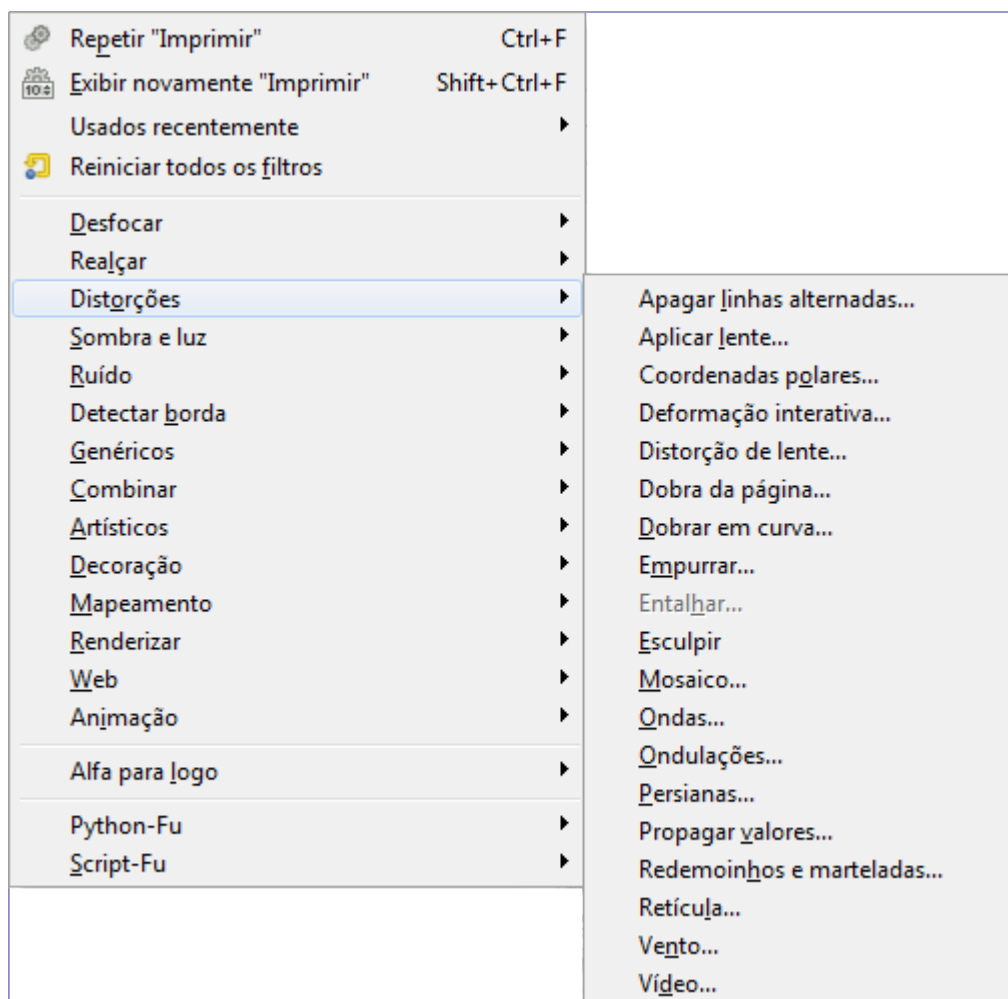 Repetir "Imprimir" Ctrl+F
Exibir novamente "Imprimir" Shift+Ctrl+F
Usados recentemente
Reiniciar todos os filtros
Desfocar
Realçar
Distorções
Sombra e luz
Ruído
Detectar borda
Genéricos
Combinar
Artísticos
Decoração
Mapeamento
Renderizar
Web
Animação
Alfa para logo
Python-Fu
Script-Fu
Apagar linhas alternadas...
Aplicar lente...
Coordenadas polares...
Deformação interativa...
Distorção de lente...
Dobra da página...
Dobrar em curva...
Empurrar...
Entalhar...
Esculpir
Mosaico...
Ondas...
Ondulações...
Persianas...
Propagar valores...
Redemoinhos e marteladas...
Retícula...
Vento...
Vídeo...